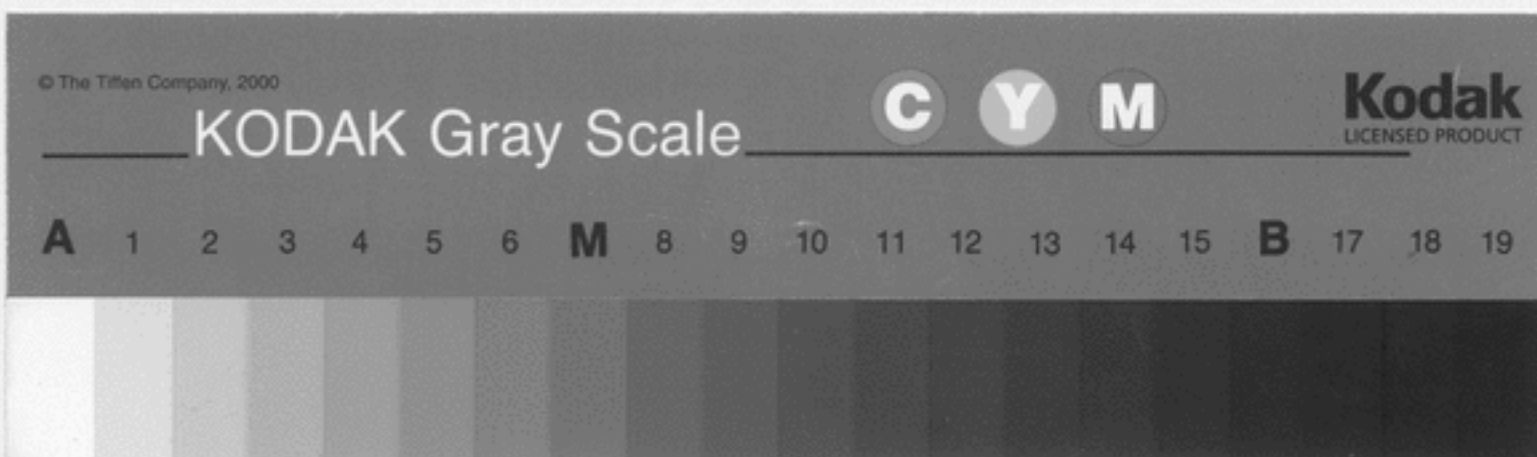 © The Tiffen Company, 2000
KODAK Gray Scale
C Y M
Kodak
LICENSED PRODUCT
A 1 2 3 4 5 6 M 8 9 10 11 12 13 14 15 B 17 18 19